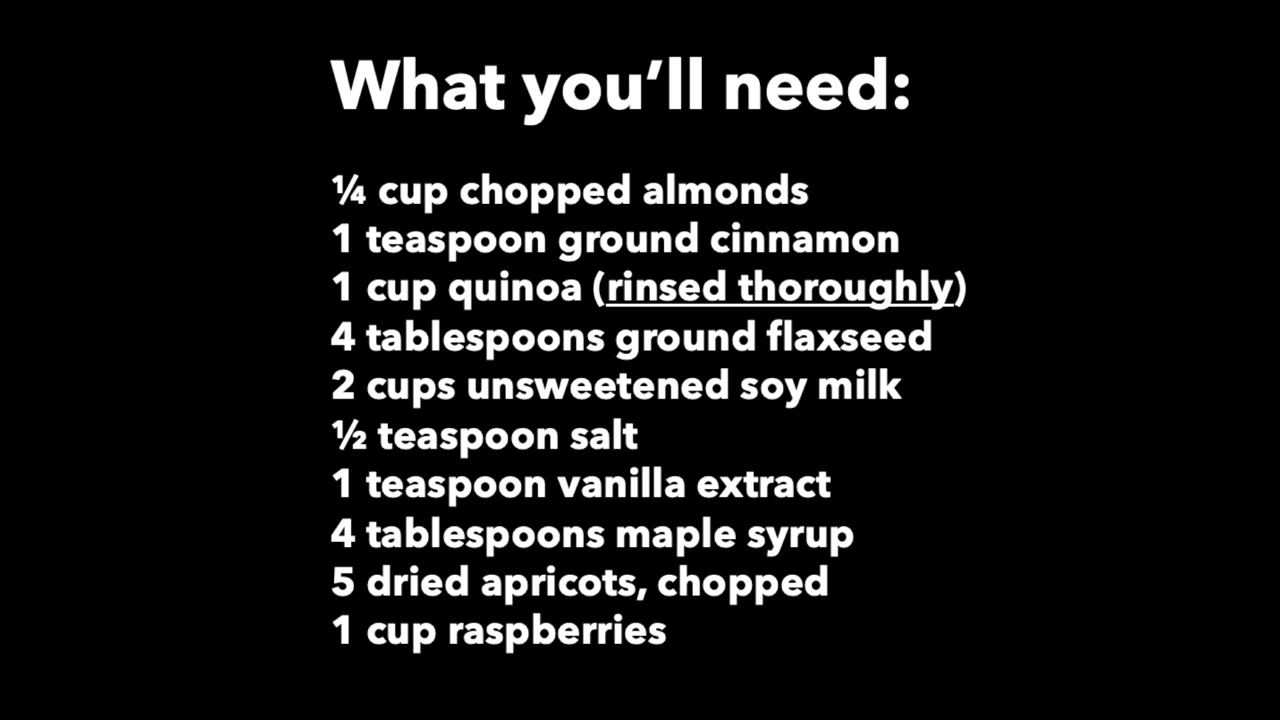 What you’ll need:
¼ cup chopped almonds
1 teaspoon ground cinnamon
1 cup quinoa (rinsed thoroughly)
4 tablespoons ground flaxseed
2 cups unsweetened soy milk
½ teaspoon salt
1 teaspoon vanilla extract
4 tablespoons maple syrup
5 dried apricots, chopped
1 cup raspberries